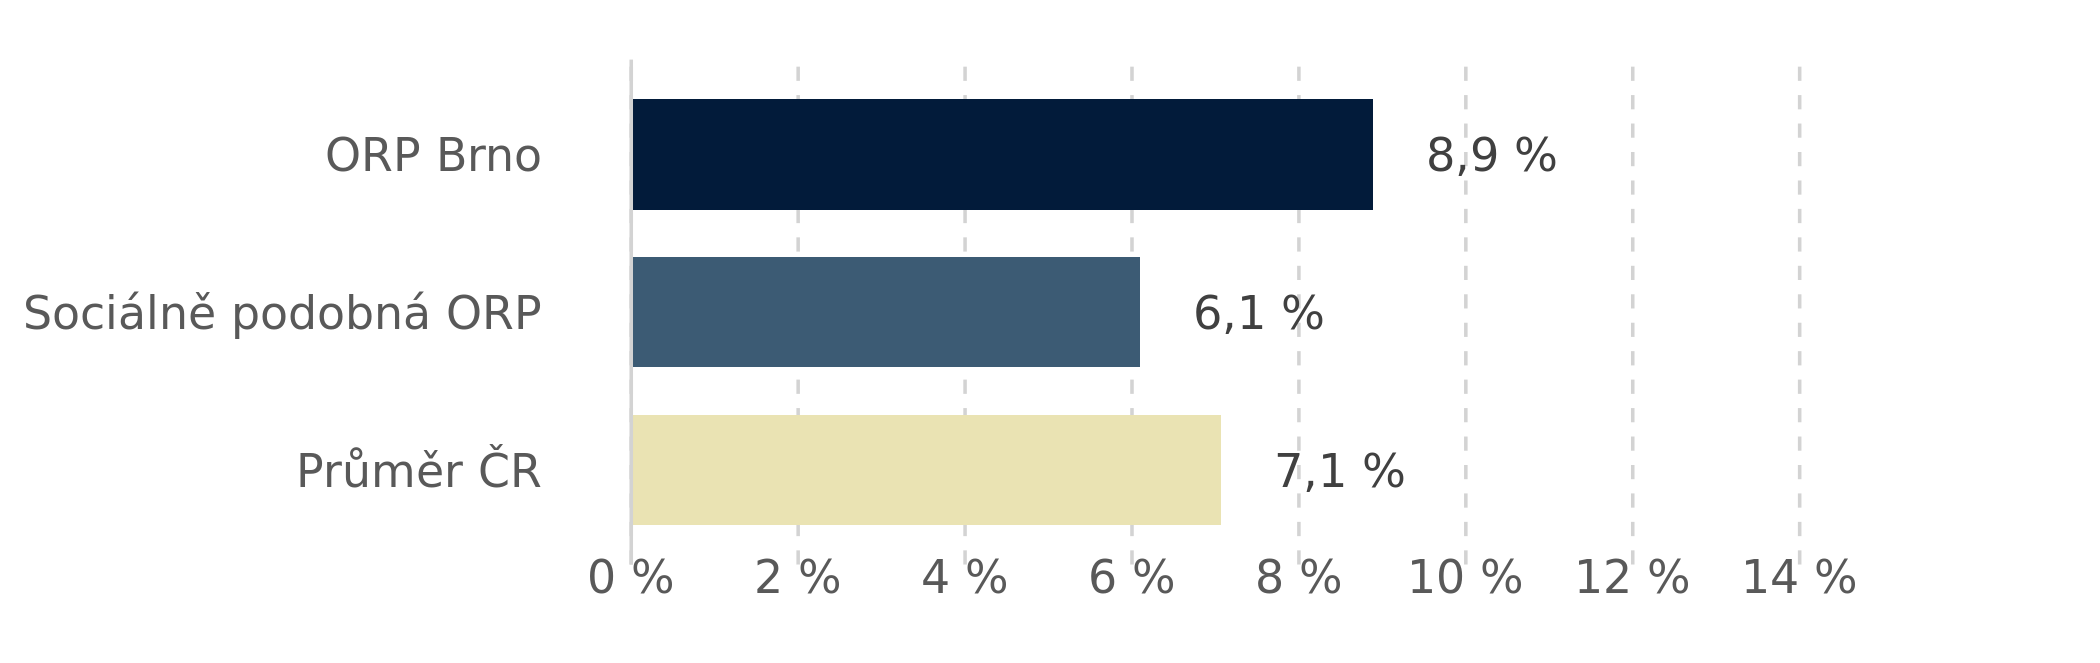 ORP Brno 8,9 %
Sociálně podobná ORP 6,1 %
Průměr ČR 7,1 %
0 % 2 % 4 % 6 % 8 % 10 % 12 % 14 %